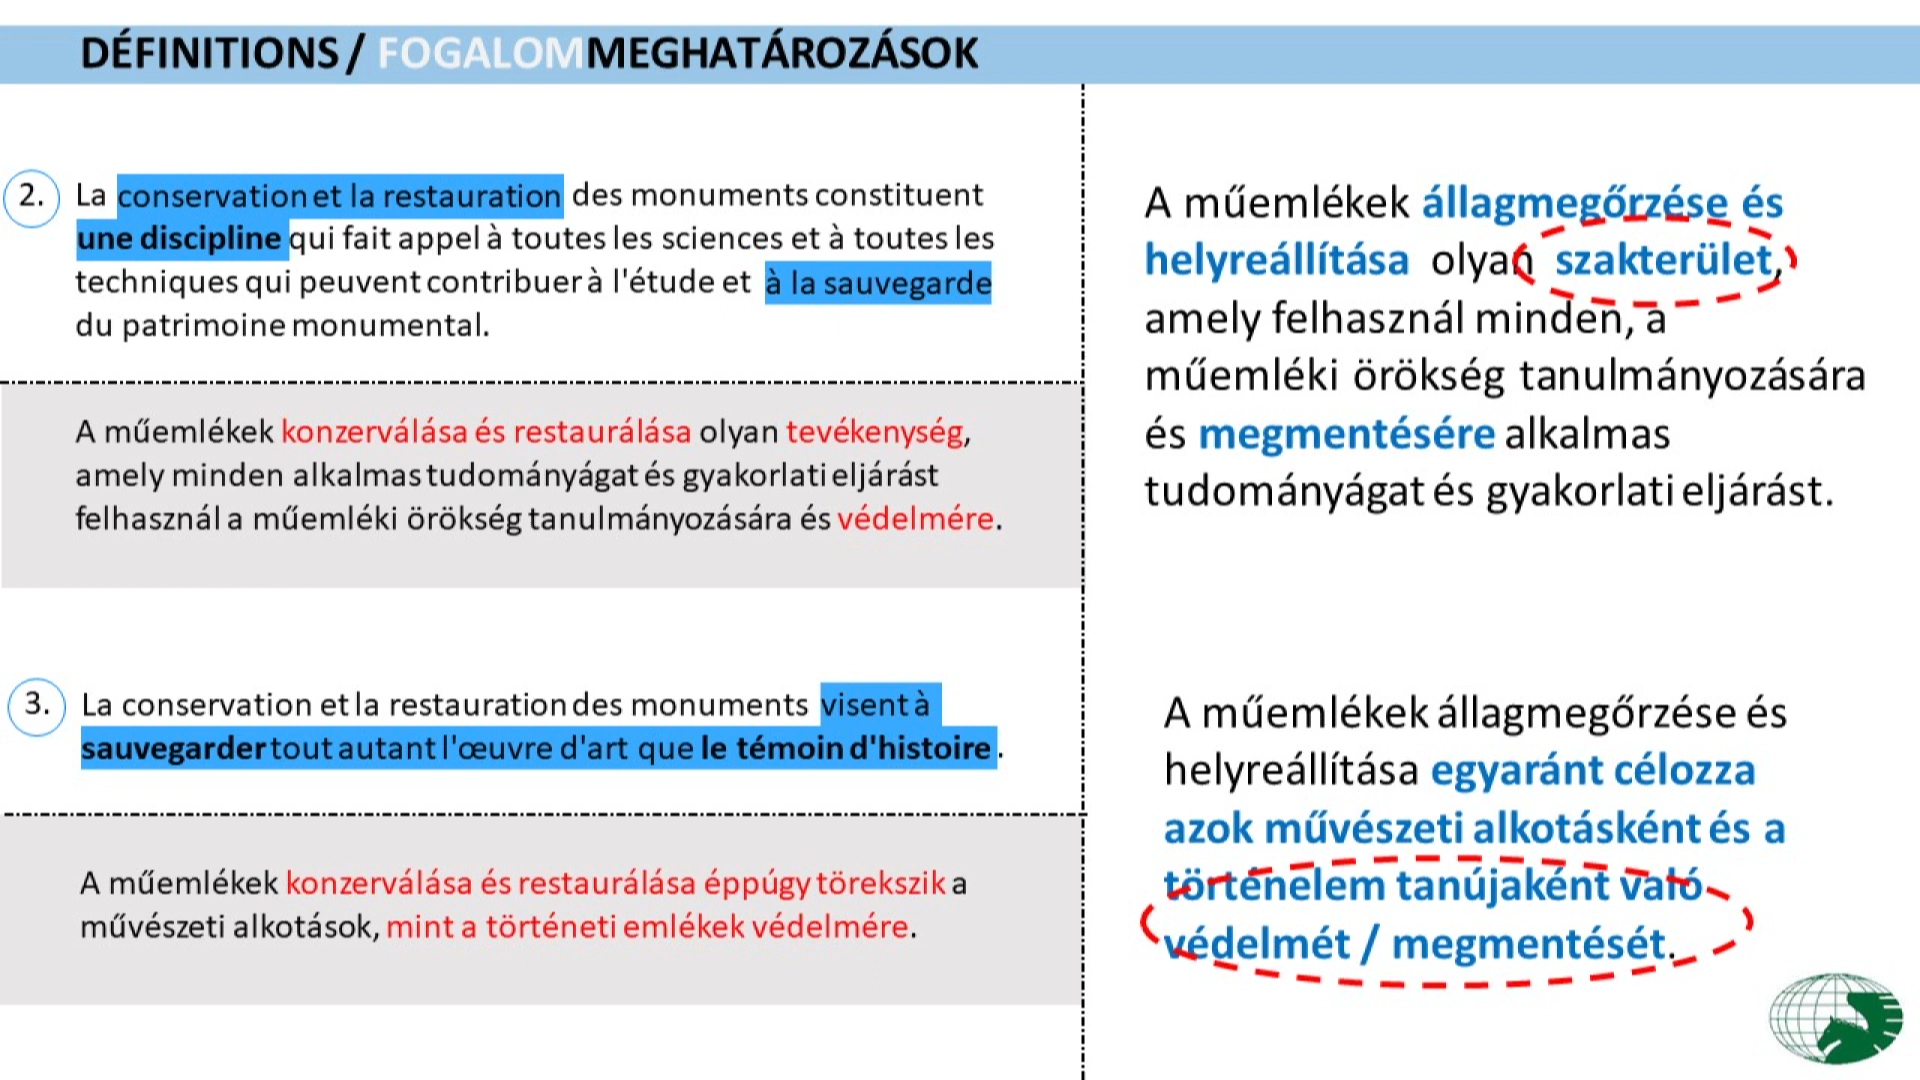 DÉFINITIONS / FOGALOMMEGHATÁROZÁSOK
2.
La conservation et la restauration des monuments constituent
une discipline qui fait appel à toutes les sciences et à toutes les
techniques qui peuvent contribuer à l'étude et à la sauvegarde
du patrimoine monumental.
A műemlékek konzerválása és restaurálása olyan tevékenység,
amely minden alkalmas tudományágat és gyakorlati eljárást
felhasznál a műemléki örökség tanulmányozására és védelmére.
3.
La conservation et la restauration des monuments visent à
sauvegarder tout autant l'œuvre d'art que le témoin d'histoire.
A műemlékek konzerválása és restaurálása éppúgy törekszik a
művészeti alkotások, mint a történeti emlékek védelmére.
A műemlékek állagmegőrzése és
helyreállítása olyan szakterület,
amely felhasznál minden, a
műemléki örökség tanulmányozására
és megmentésére alkalmas
tudományágat és gyakorlati eljárást.
A műemlékek állagmegőrzése és
helyreállítása egyaránt célozza
azok művészeti alkotásként és a
történelem tanújaként való
védelmét / megmentését.